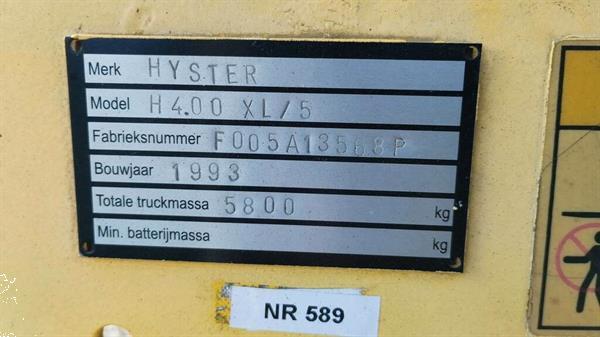 Merk HYSTER
Model H4.00 XL/5
Fabrieksnummer F005A13568P
Bouwjaar 1993
Totale truckmassa 5800 kg
Min. batterijmassa kg
NR 589